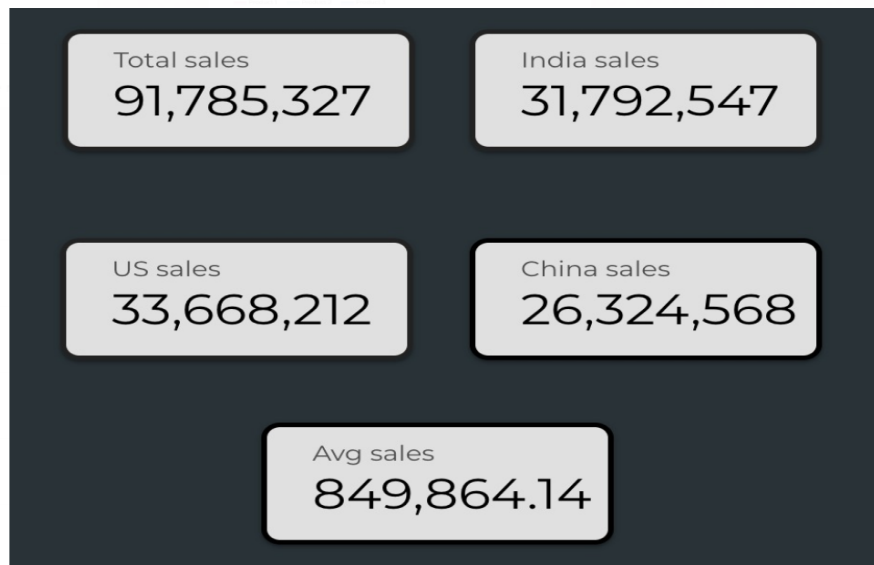 Total sales
91,785,327
India sales
31,792,547
US sales
33,668,212
China sales
26,324,568
Avg sales
849,864.14